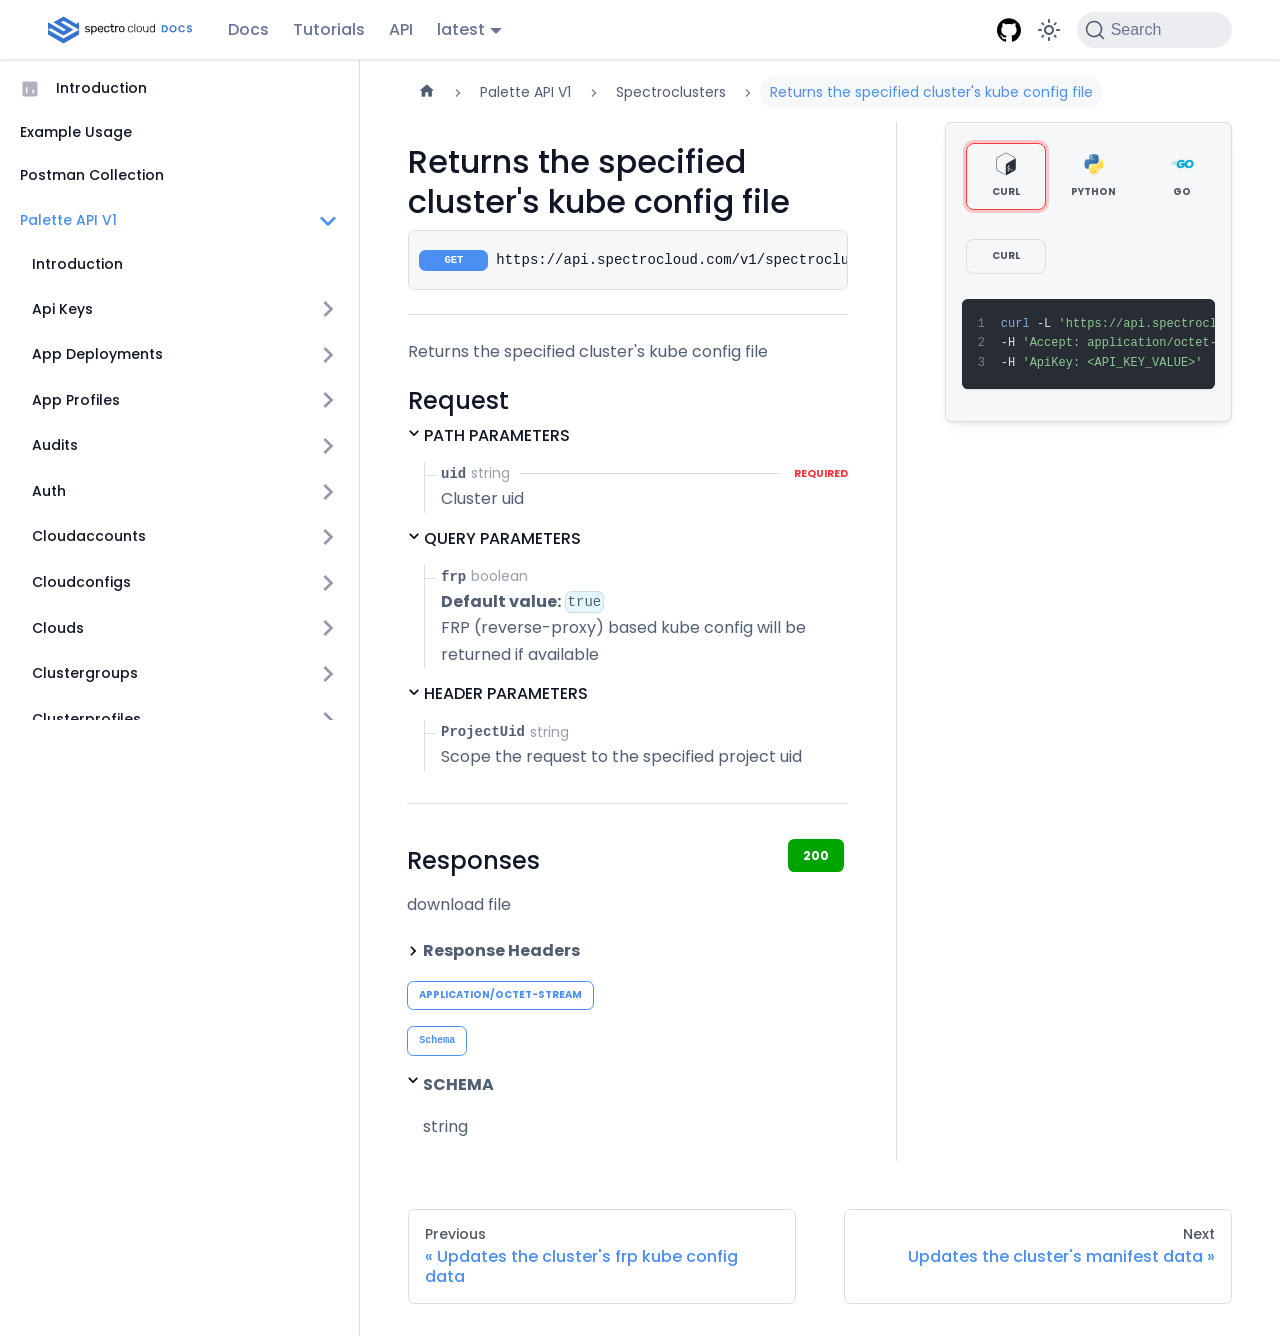 spectro cloud DOCS
Docs
Tutorials
API
latest
Search
Introduction
Example Usage
Postman Collection
Palette API V1
Introduction
Api Keys
App Deployments
App Profiles
Audits
Auth
Cloudaccounts
Cloudconfigs
Clouds
Clustergroups
Clusterprofiles
Palette API V1
Spectroclusters
Returns the specified cluster's kube config file
Returns the specified
cluster's kube config file
GET https://api.spectrocloud.com/v1/spectroclu
Returns the specified cluster's kube config file
Request
PATH PARAMETERS
uid string REQUIRED
Cluster uid
QUERY PARAMETERS
frp boolean
Default value: true
FRP (reverse-proxy) based kube config will be
returned if available
HEADER PARAMETERS
ProjectUid string
Scope the request to the specified project uid
Responses
200
download file
Response Headers
APPLICATION/OCTET-STREAM
Schema
SCHEMA
string
CURL
PYTHON
GO
CURL
1 curl -L 'https://api.spectrocl
2 -H 'Accept: application/octet-
3 -H 'ApiKey: <API_KEY_VALUE>'
Previous
« Updates the cluster's frp kube config
data
Next
Updates the cluster's manifest data »